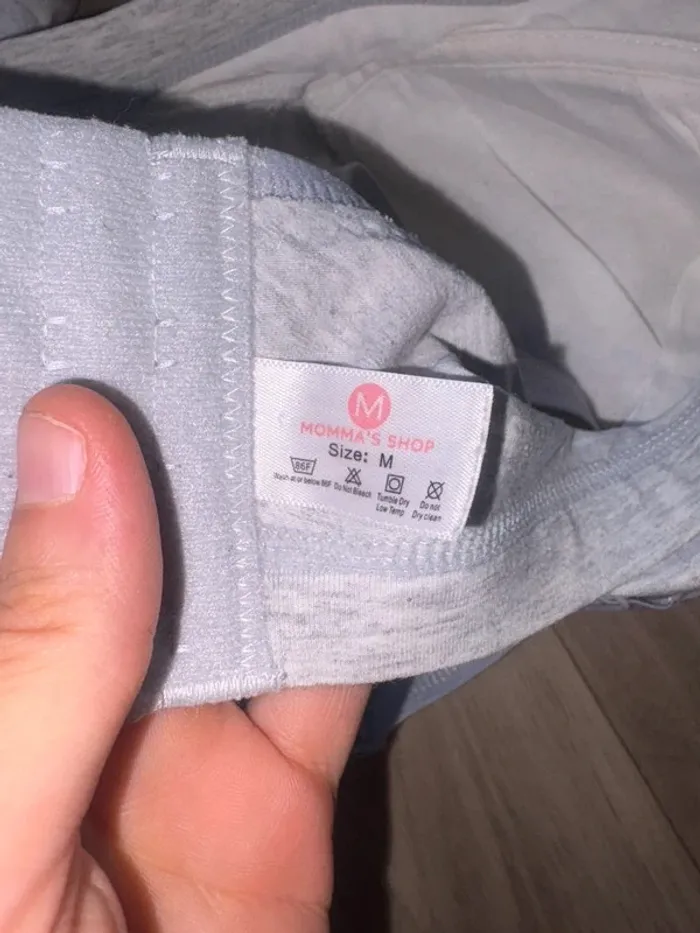 M
MOMMA'S SHOP
Size: M
86F
Wash at or below 86F Do Not Bleach Tumble Dry Low Temp Do not Dry clean